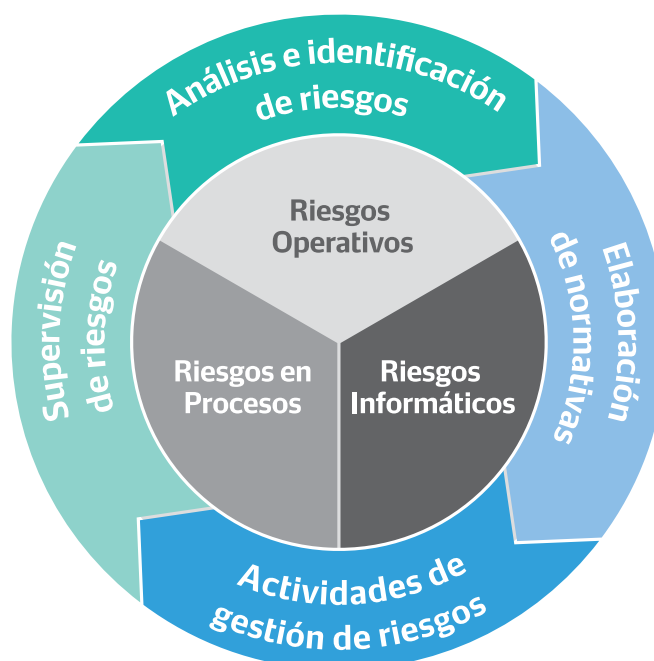 Análisis e identificación
de riesgos
Elaboración
de normativas
Actividades de
gestión de riesgos
Supervisión
de riesgos
Riesgos
Operativos
Riesgos en
Procesos
Riesgos
Informáticos